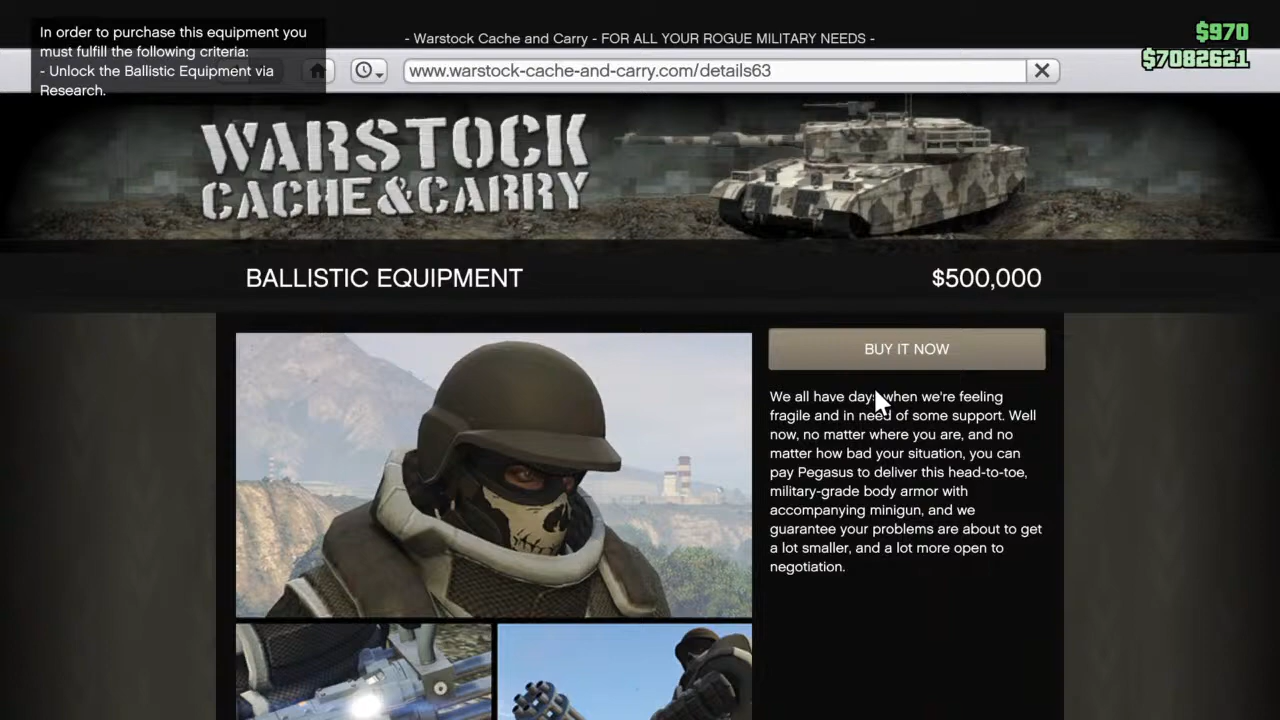 In order to purchase this equipment you
must fulfill the following criteria:
- Unlock the Ballistic Equipment via
Research.
- Warstock Cache and Carry - FOR ALL YOUR ROGUE MILITARY NEEDS -
$970
$7082621
www.warstock-cache-and-carry.com/details63
WARSTOCK
CACHE&CARRY
BALLISTIC EQUIPMENT
$500,000
BUY IT NOW
We all have days when we're feeling
fragile and in need of some support. Well
now, no matter where you are, and no
matter how bad your situation, you can
pay Pegasus to deliver this head-to-toe,
military-grade body armor with
accompanying minigun, and we
guarantee your problems are about to get
a lot smaller, and a lot more open to
negotiation.